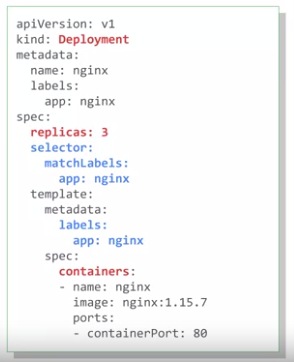 apiVersion: v1
kind: Deployment
metadata:
  name: nginx
  labels:
    app: nginx
spec:
  replicas: 3
  selector:
    matchLabels:
      app: nginx
  template:
    metadata:
      labels:
        app: nginx
    spec:
      containers:
      - name: nginx
        image: nginx:1.15.7
        ports:
        - containerPort: 80